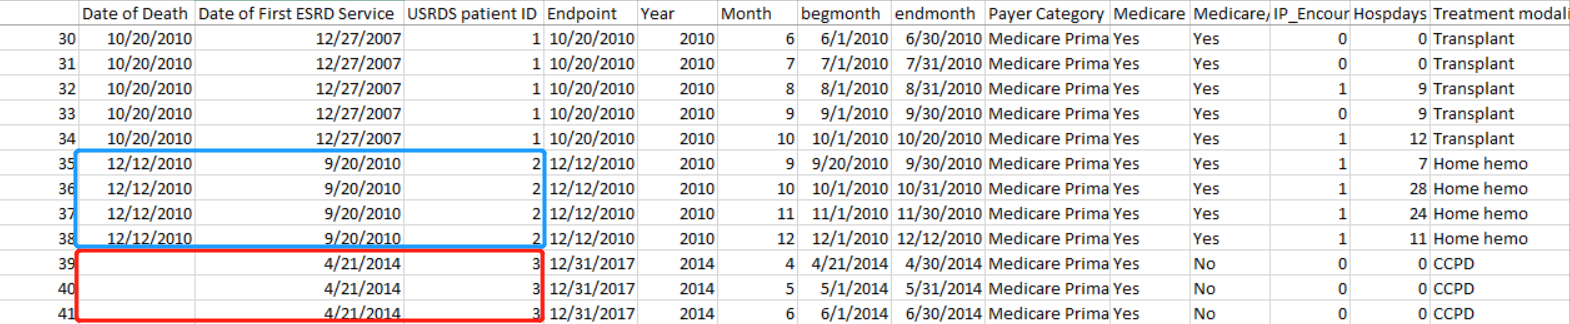 Date of Death Date of First ESRD Service USRDS patient ID Endpoint Year Month begmonth endmonth Payer Category Medicare Medicare/ IP_Encour Hospdays Treatment modali
30 10/20/2010 12/27/2007 1 10/20/2010 2010 6 6/1/2010 6/30/2010 Medicare Prima Yes Yes 0 0 Transplant
31 10/20/2010 12/27/2007 1 10/20/2010 2010 7 7/1/2010 7/31/2010 Medicare Prima Yes Yes 0 0 Transplant
32 10/20/2010 12/27/2007 1 10/20/2010 2010 8 8/1/2010 8/31/2010 Medicare Prima Yes Yes 1 9 Transplant
33 10/20/2010 12/27/2007 1 10/20/2010 2010 9 9/1/2010 9/30/2010 Medicare Prima Yes Yes 0 9 Transplant
34 10/20/2010 12/27/2007 1 10/20/2010 2010 10 10/1/2010 10/20/2010 Medicare Prima Yes Yes 1 12 Transplant
35 12/12/2010 9/20/2010 2 12/12/2010 2010 9 9/20/2010 9/30/2010 Medicare Prima Yes Yes 1 7 Home hemo
36 12/12/2010 9/20/2010 2 12/12/2010 2010 10 10/1/2010 10/31/2010 Medicare Prima Yes Yes 1 28 Home hemo
37 12/12/2010 9/20/2010 2 12/12/2010 2010 11 11/1/2010 11/30/2010 Medicare Prima Yes Yes 1 24 Home hemo
38 12/12/2010 9/20/2010 2 12/12/2010 2010 12 12/1/2010 12/12/2010 Medicare Prima Yes Yes 1 11 Home hemo
39 4/21/2014 3 12/31/2017 2014 4 4/21/2014 4/30/2014 Medicare Prima Yes No 0 0 CCPD
40 4/21/2014 3 12/31/2017 2014 5 5/1/2014 5/31/2014 Medicare Prima Yes No 0 0 CCPD
41 4/21/2014 3 12/31/2017 2014 6 6/1/2014 6/30/2014 Medicare Prima Yes No 0 0 CCPD